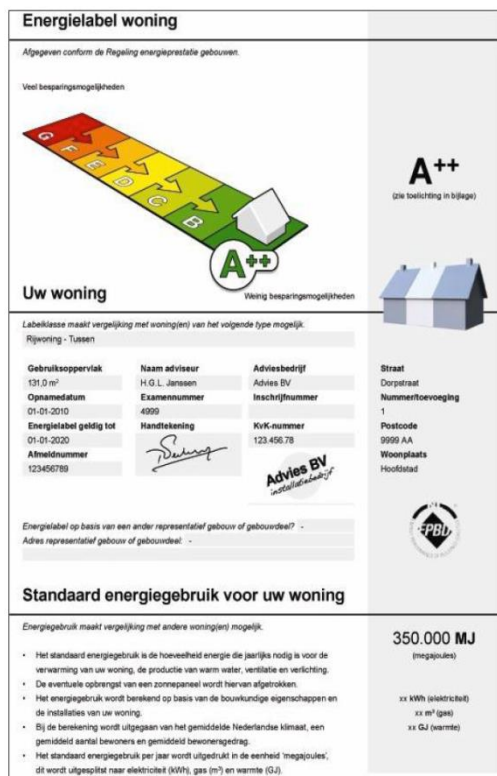 Energielabel woning
Afgegeven conform de Regeling energieprestatie gebouwen.
Veel besparingsmogelijkheden
G
F
E
D
C
B
A++
Weinig besparingsmogelijkheden
A++
(zie toelichting in bijlage)
Uw woning
Labelklasse maakt vergelijking met woning(en) van het volgende type mogelijk.
Rijwoning - Tussen
Gebruiksoppervlak
131,0 m²
Opnamedatum
01-01-2010
Energielabel geldig tot
01-01-2020
Afmeldnummer
123456789
Naam adviseur
H.G.L. Janssen
Examennummer
4999
Handtekening
Adviesbedrijf
Advies BV
Inschrijfnummer
KvK-nummer
123.456.78
Advies BV
installatiebedrijf
Straat
Dorpstraat
Nummer/toevoeging
1
Postcode
9999 AA
Woonplaats
Hoofdstad
EPBD
Energielabel op basis van een ander representatief gebouw of gebouwdeel? -
Adres representatief gebouw of gebouwdeel: -
Standaard energiegebruik voor uw woning
Energiegebruik maakt vergelijking met andere woning(en) mogelijk.
• Het standaard energiegebruik is de hoeveelheid energie die jaarlijks nodig is voor de
verwarming van uw woning, de productie van warm water, ventilatie en verlichting.
• De eventuele opbrengst van een zonnepaneel wordt hiervan afgetrokken.
• Het energiegebruik wordt berekend op basis van de bouwkundige eigenschappen en
de installaties van uw woning.
• Bij de berekening wordt uitgegaan van het gemiddelde Nederlandse klimaat, een
gemiddeld aantal bewoners en gemiddeld bewonersgedrag.
• Het standaard energiegebruik per jaar wordt uitgedrukt in de eenheid 'megajoules',
dit wordt uitgesplitst naar elektriciteit (kWh), gas (m³) en warmte (GJ).
350.000 MJ
(megajoules)
xx kWh (elektriciteit)
xx m³ (gas)
xx GJ (warmte)